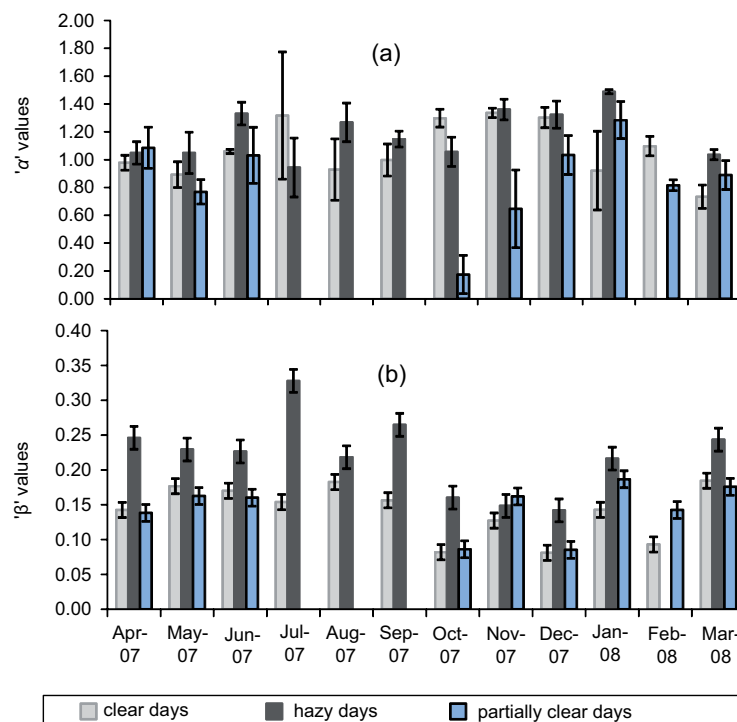 2.00
(a)
1.80
1.60
1.40
1.20
1.00
0.80
0.60
0.40
0.20
0.00
'α' values
0.40
(b)
0.35
0.30
0.25
0.20
0.15
0.10
0.05
0.00
'β' values
Apr- May- Jun- Jul- Aug- Sep- Oct- Nov- Dec- Jan- Feb- Mar-
07 07 07 07 07 07 07 07 07 08 08 08
clear days hazy days partially clear days